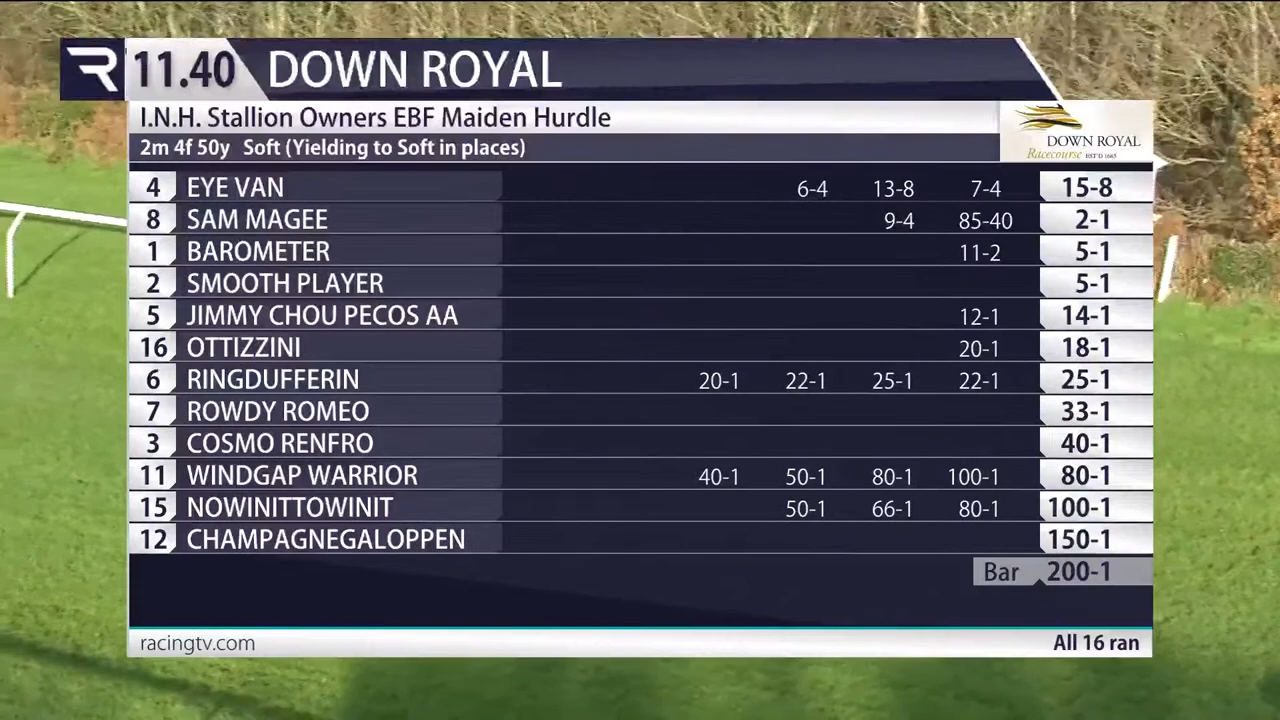 R 11.40 DOWN ROYAL
I.N.H. Stallion Owners EBF Maiden Hurdle
2m 4f 50y Soft (Yielding to Soft in places)
DOWN ROYAL
Racecourse EST'D 1685
4 EYE VAN 6-4 13-8 7-4 15-8
8 SAM MAGEE 9-4 85-40 2-1
1 BAROMETER 11-2 5-1
2 SMOOTH PLAYER 5-1
5 JIMMY CHOU PECOS AA 12-1 14-1
16 OTTIZZINI 20-1 18-1
6 RINGDUFFERIN 20-1 22-1 25-1 22-1 25-1
7 ROWDY ROMEO 33-1
3 COSMO RENFRO 40-1
11 WINDGAP WARRIOR 40-1 50-1 80-1 100-1 80-1
15 NOWINITTOWINIT 50-1 66-1 80-1 100-1
12 CHAMPAGNEGALOPPEN 150-1
Bar 200-1
racingtv.com All 16 ran